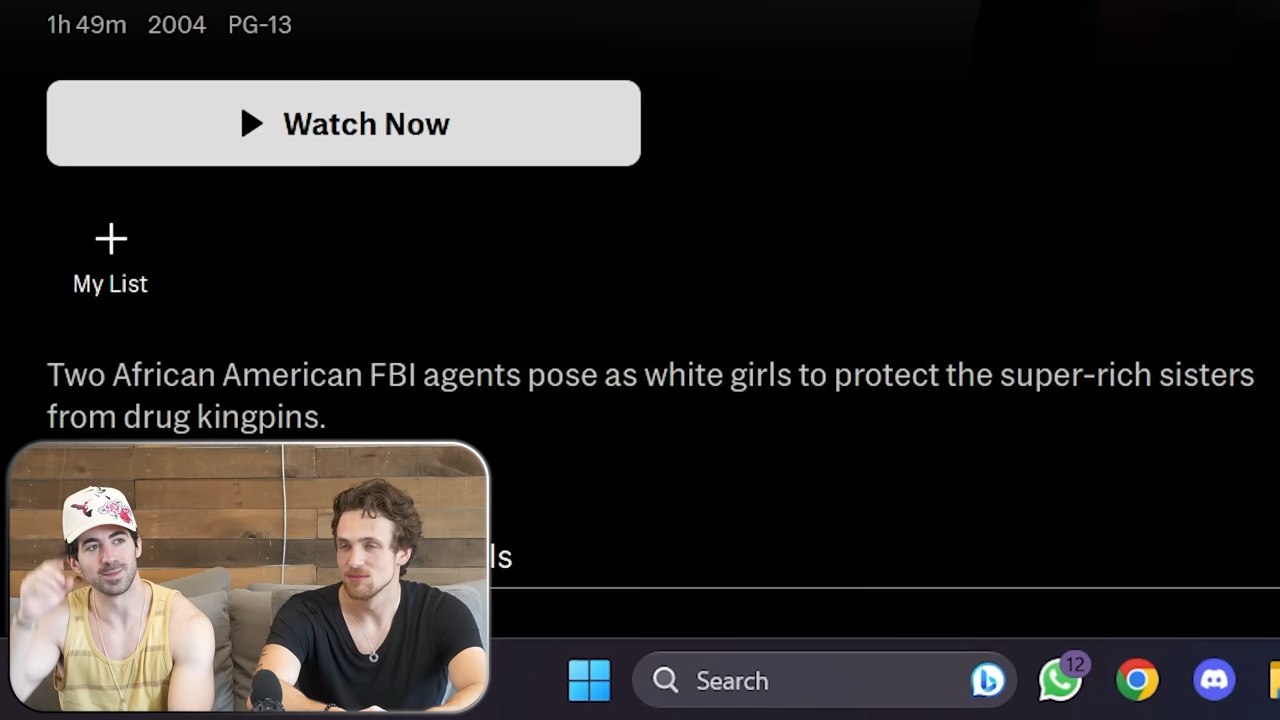 1h 49m 2004 PG-13
Watch Now
My List
Two African American FBI agents pose as white girls to protect the super-rich sisters
from drug kingpins.
ls
Search
12